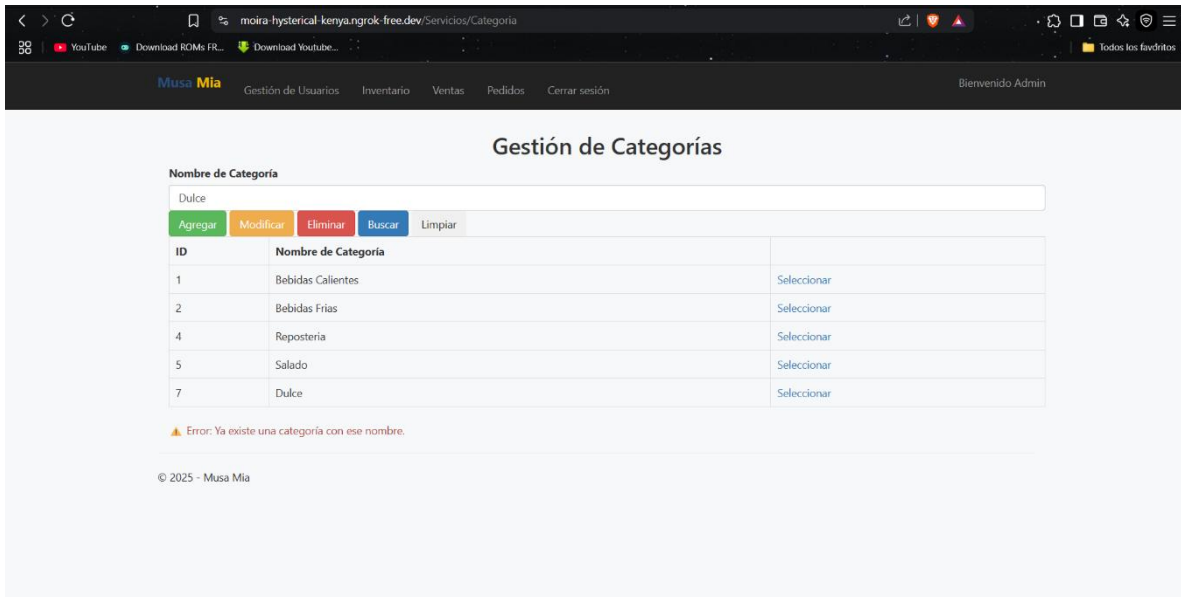 moira-hysterical-kenya.ngrok-free.dev/Servicios/Categoria
YouTube Download ROMs FR... Download Youtube... Todos los favoritos
Musa Mia Gestión de Usuarios Inventario Ventas Pedidos Cerrar sesión Bienvenido Admin
Gestión de Categorías
Nombre de Categoría
Dulce
Agregar Modificar Eliminar Buscar Limpiar
ID Nombre de Categoría
1 Bebidas Calientes Seleccionar
2 Bebidas Frias Seleccionar
4 Reposteria Seleccionar
5 Salado Seleccionar
7 Dulce Seleccionar
Error: Ya existe una categoría con ese nombre.
© 2025 - Musa Mia